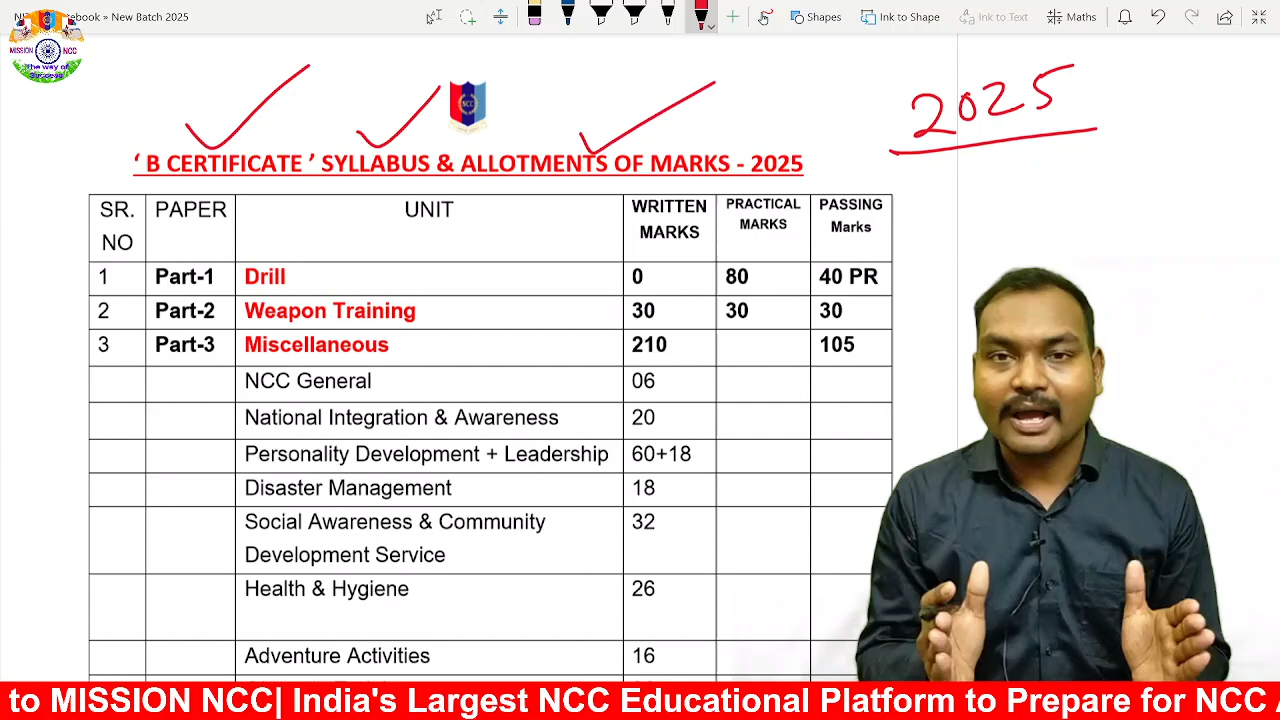 Notebook » New Batch 2025
Shapes
Ink to Shape
Ink to Text
Maths
MISSION NCC
The way of
Success
NCC
2025
‘ B CERTIFICATE ’ SYLLABUS & ALLOTMENTS OF MARKS - 2025
SR. NO PAPER UNIT WRITTEN MARKS PRACTICAL MARKS PASSING Marks
1 Part-1 Drill 0 80 40 PR
2 Part-2 Weapon Training 30 30 30
3 Part-3 Miscellaneous 210 105
NCC General 06
National Integration & Awareness 20
Personality Development + Leadership 60+18
Disaster Management 18
Social Awareness & Community
Development Service 32
Health & Hygiene 26
Adventure Activities 16
to MISSION NCC| India's Largest NCC Educational Platform to Prepare for NCC